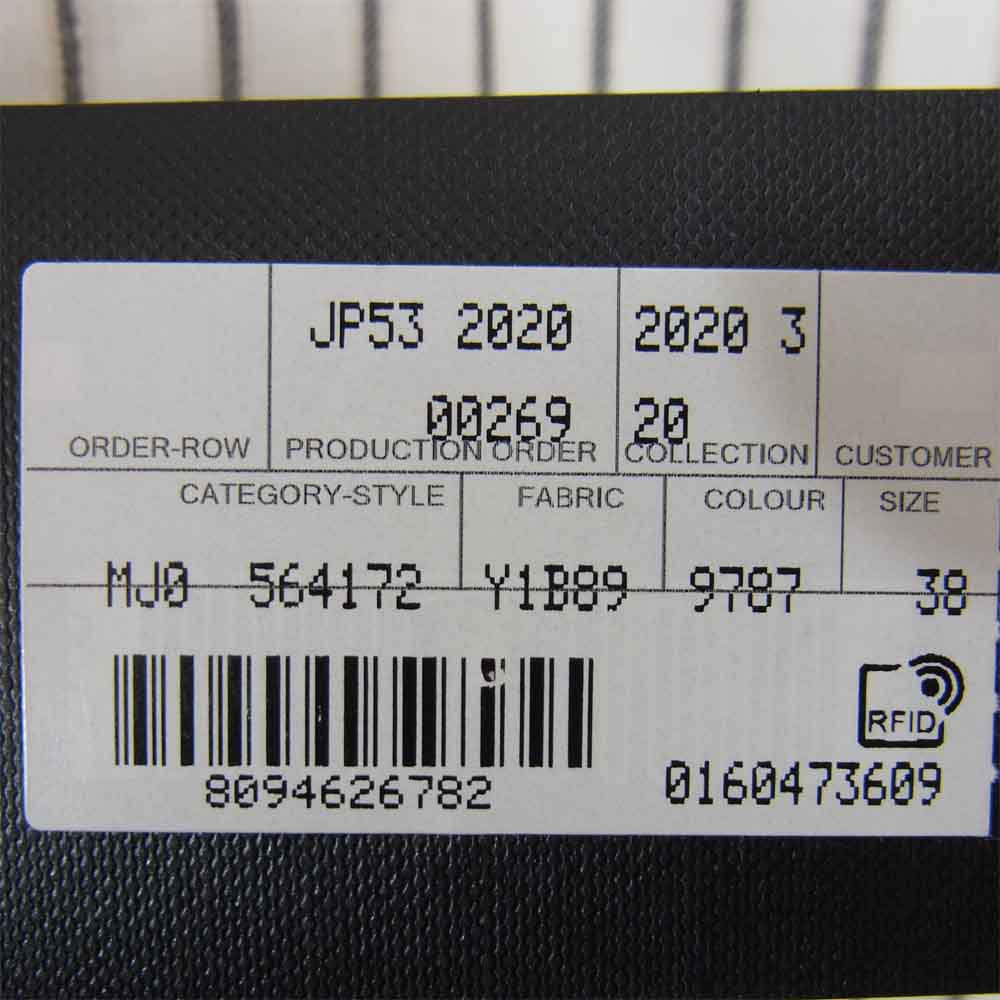 JP53 2020 2020 3
00269 20
ORDER-ROW PRODUCTION ORDER COLLECTION CUSTOMER
CATEGORY-STYLE FABRIC COLOUR SIZE
MJ0 564172 Y1B89 9787 38
RFID
8094626782 0160473609